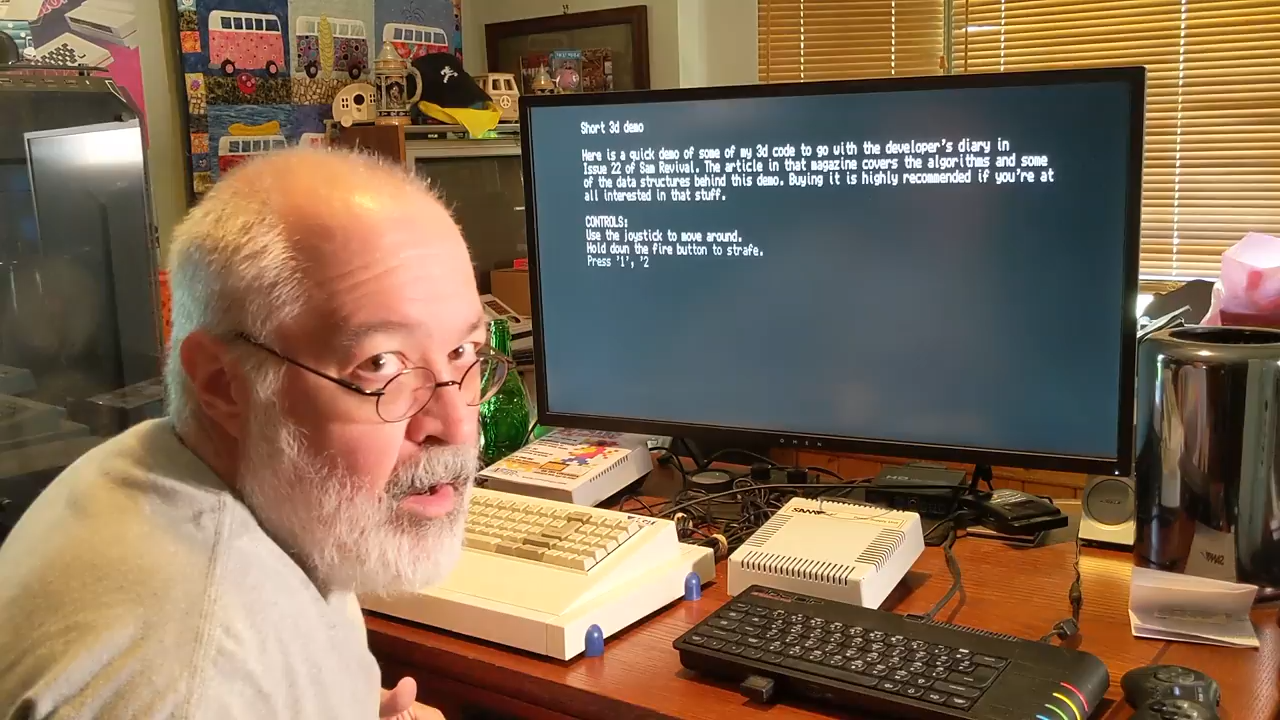 Short 3d demo
Here is a quick demo of some of my 3d code to go with the developer's diary in
Issue 22 of Sam Revival. The article in that magazine covers the algorithms and some
of the data structures behind this demo. Buying it is highly recommended if you're at
all interested in that stuff.
CONTROLS:
Use the joystick to move around.
Hold down the fire button to strafe.
Press '1', '2
OMEN
SAM